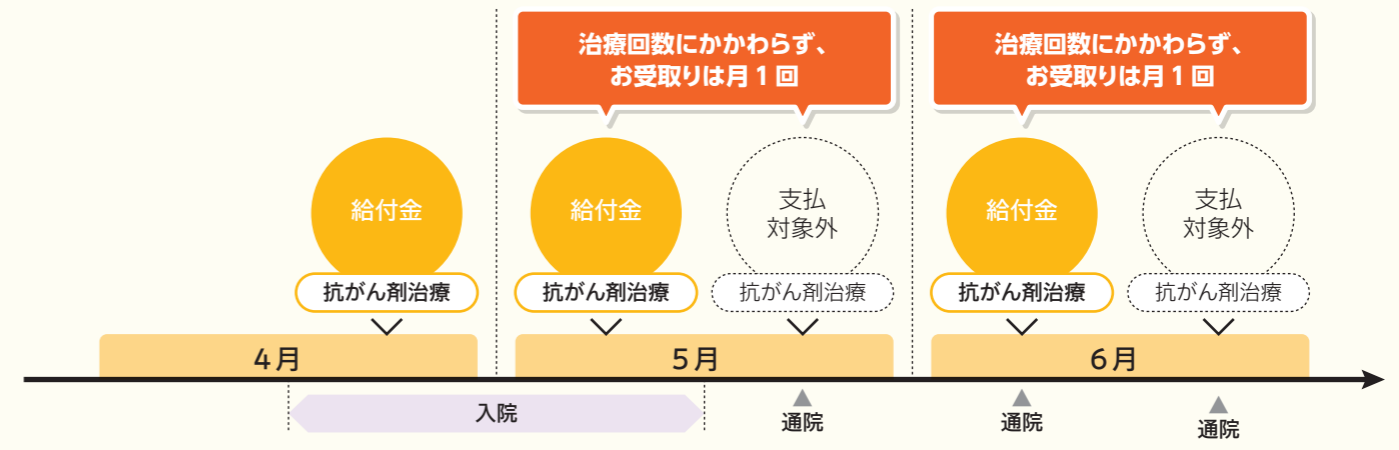 治療回数にかかわらず、
お受取りは月1回
治療回数にかかわらず、
お受取りは月1回
給付金
給付金
支払
対象外
給付金
支払
対象外
抗がん剤治療
抗がん剤治療
抗がん剤治療
抗がん剤治療
抗がん剤治療
4月
5月
6月
入院
通院
通院
通院